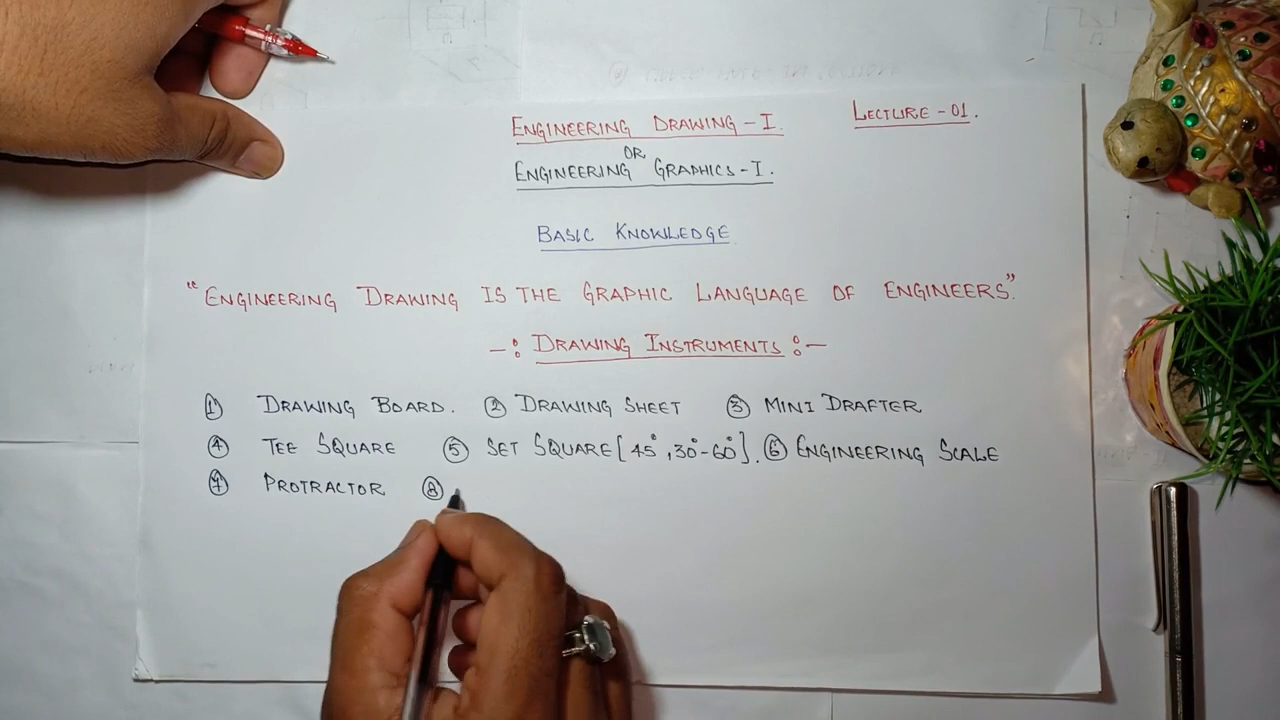 ENGINEERING DRAWING - I. LECTURE - 01.
OR
ENGINEERING GRAPHICS - I.
BASIC KNOWLEDGE
"ENGINEERING DRAWING IS THE GRAPHIC LANGUAGE OF ENGINEERS".
-: DRAWING INSTRUMENTS :-
① DRAWING BOARD. ② DRAWING SHEET ③ MINI DRAFTER
④ TEE SQUARE ⑤ SET SQUARE [45°, 30°-60°]. ⑥ ENGINEERING SCALE
⑦ PROTRACTOR ⑧